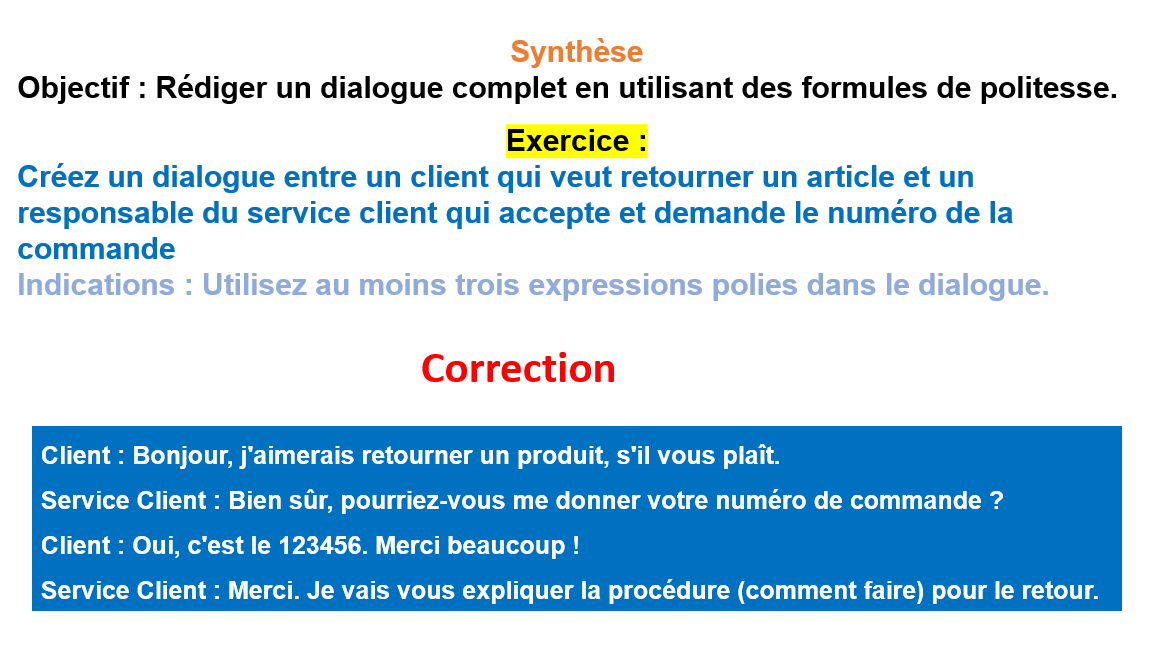 Synthèse
Objectif : Rédiger un dialogue complet en utilisant des formules de politesse.
Exercice :
Créez un dialogue entre un client qui veut retourner un article et un
responsable du service client qui accepte et demande le numéro de la
commande
Indications : Utilisez au moins trois expressions polies dans le dialogue.
Correction
Client : Bonjour, j'aimerais retourner un produit, s'il vous plaît.
Service Client : Bien sûr, pourriez-vous me donner votre numéro de commande ?
Client : Oui, c'est le 123456. Merci beaucoup !
Service Client : Merci. Je vais vous expliquer la procédure (comment faire) pour le retour.